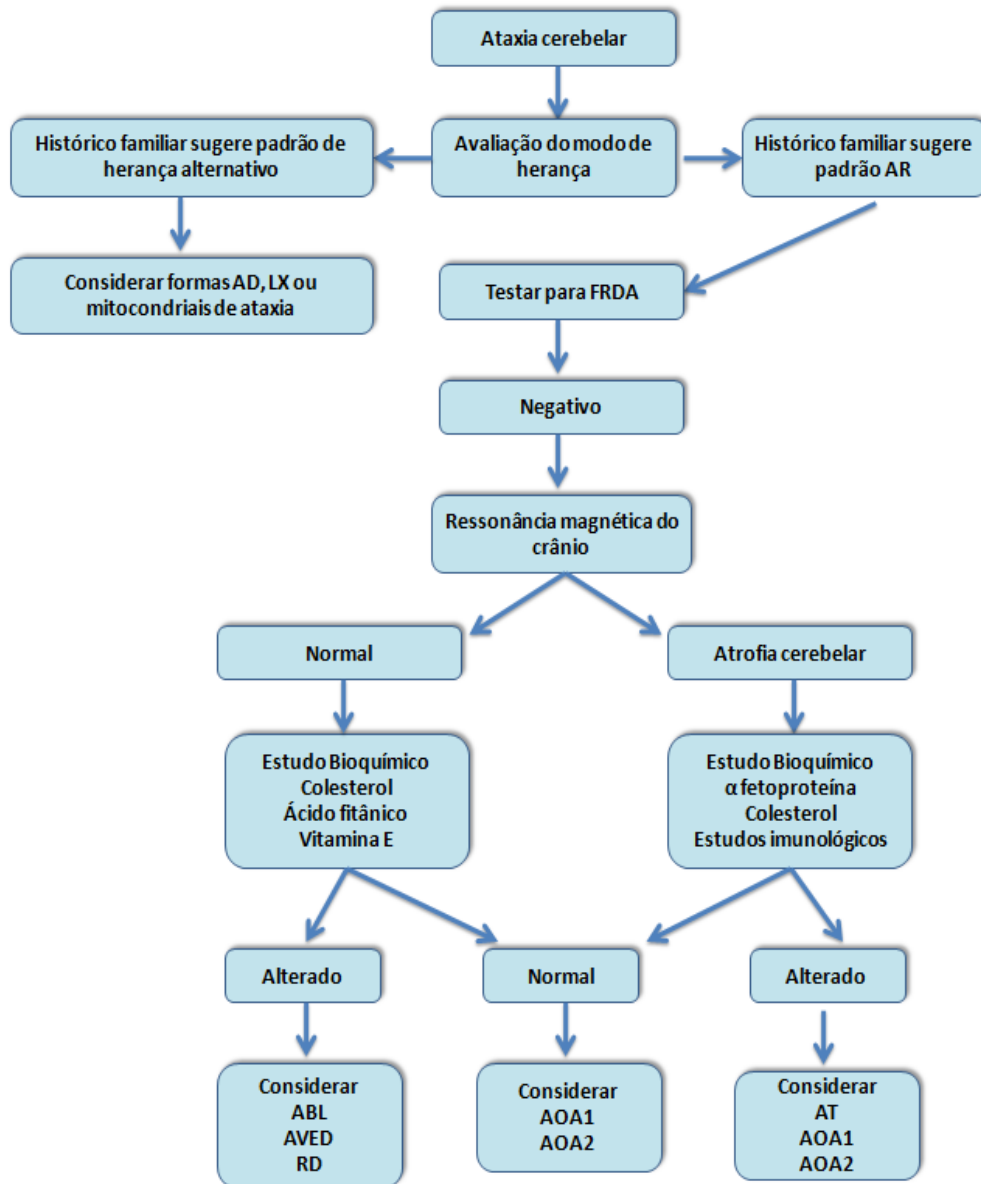 Ataxia cerebelar
Histórico familiar sugere padrão de
herança alternativo
Avaliação do modo de
herança
Histórico familiar sugere
padrão AR
Considerar formas AD, LX ou
mitocondriais de ataxia
Testar para FRDA
Negativo
Ressonância magnética do
crânio
Normal
Atrofia cerebelar
Estudo Bioquímico
Colesterol
Ácido fitânico
Vitamina E
Estudo Bioquímico
α fetoproteína
Colesterol
Estudos imunológicos
Alterado
Normal
Alterado
Considerar
ABL
AVED
RD
Considerar
AOA1
AOA2
Considerar
AT
AOA1
AOA2